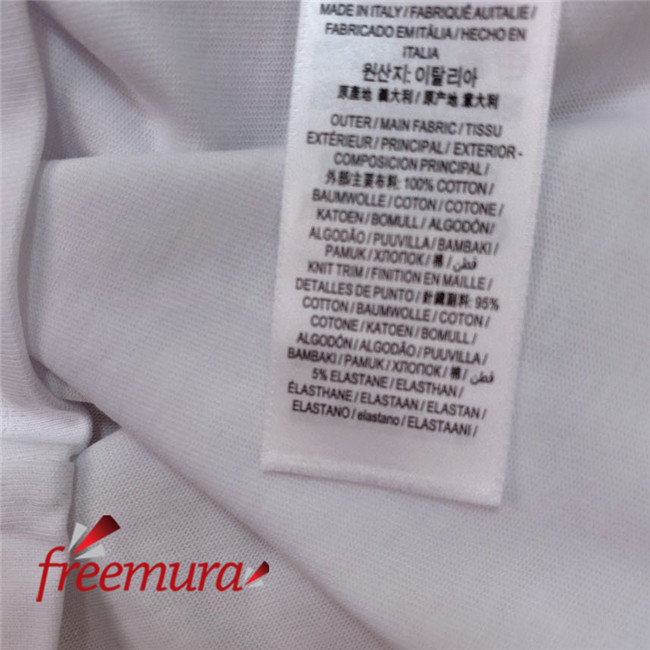 MADE IN ITALY / FABRIQUÉ AUITALIE /
FABRICADO EM ITÁLIA / HECHO EN
ITALIA
원산지: 이탈리아
原產地 義大利 / 原产地 意大利
OUTER / MAIN FABRIC / TISSU
EXTÉRIEUR / PRINCIPAL / EXTERIOR -
COMPOSICION PRINCIPAL /
外部/主要布料: 100% COTTON /
BAUMWOLLE / COTON / COTONE /
KATOEN / BOMULL / ALGODÓN /
ALGODÃO / PUUVILLA / BAMBAKI /
PAMUK / ХЛОПОК / 棉 / قطن /
KNIT TRIM / FINITION EN MAILLE /
DETALLES DE PUNTO / 針織副料: 95%
COTTON / BAUMWOLLE / COTON /
COTONE / KATOEN / BOMULL /
ALGODÓN / ALGODÃO / PUUVILLA /
BAMBAKI / PAMUK / ХЛОПОК / 棉 / قطن /
5% ELASTANE / ELASTHAN /
ÉLASTHANE / ELASTAAN / ELASTAN /
ELASTANO / elastano / ELASTAANI /
freemura